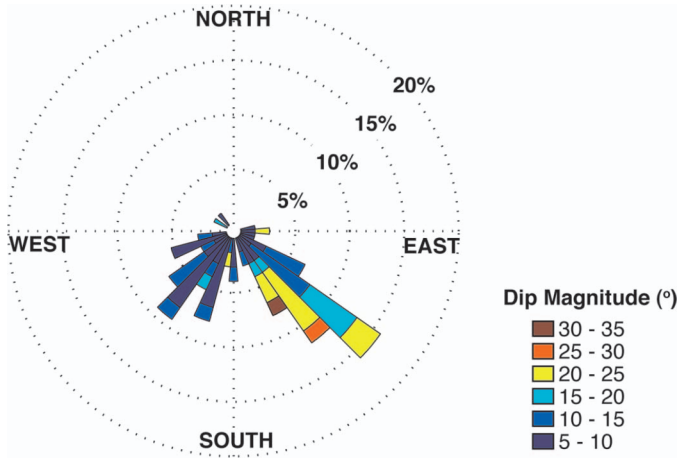 NORTH
20%
15%
10%
5%
WEST
EAST
SOUTH
Dip Magnitude (º)
30 - 35
25 - 30
20 - 25
15 - 20
10 - 15
5 - 10